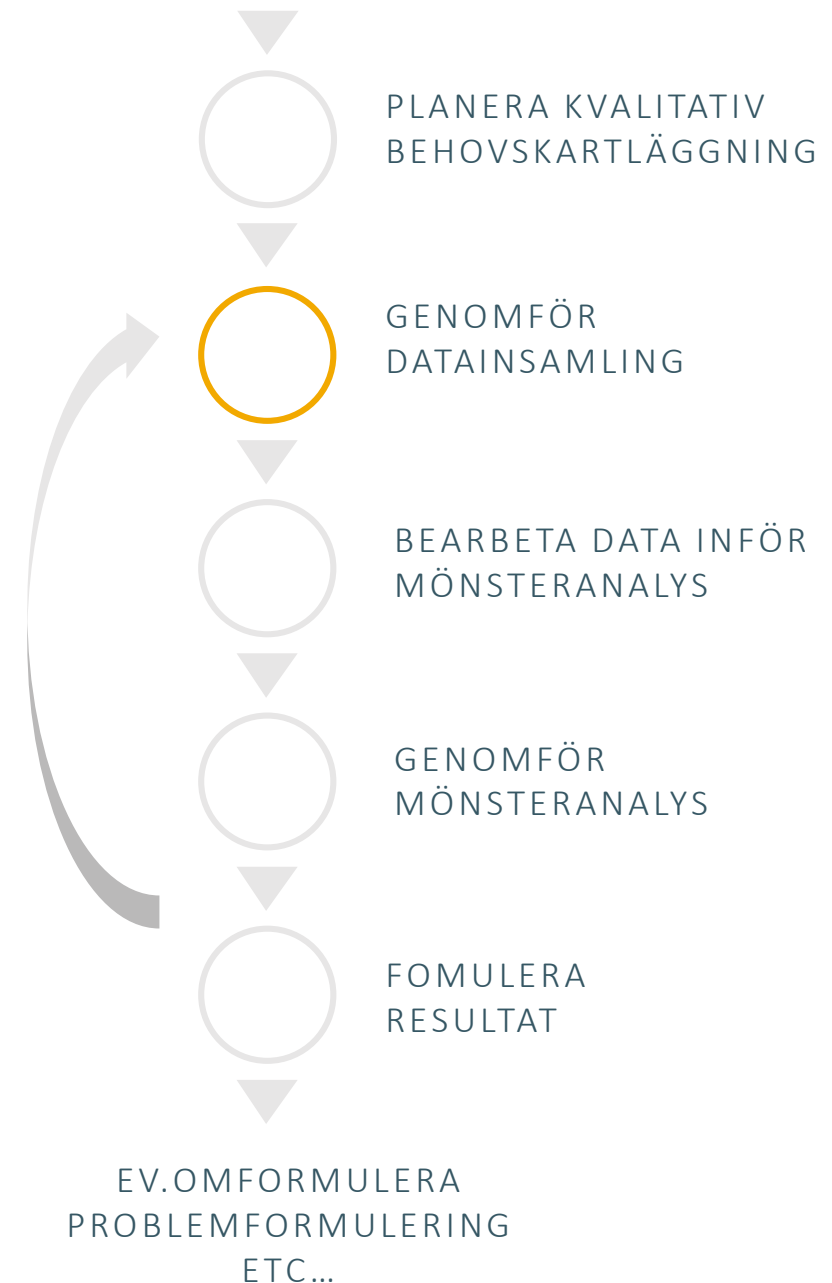 PLANERA KVALITATIV
BEHOVSKARTLÄGGNING
GENOMFÖR
DATAINSAMLING
BEARBETA DATA INFÖR
MÖNSTERANALYS
GENOMFÖR
MÖNSTERANALYS
FOMULERA
RESULTAT
EV.OMFORMULERA
PROBLEMFORMULERING
ETC…